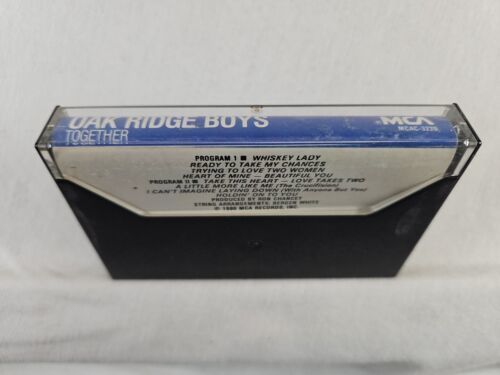 OAK RIDGE BOYS
TOGETHER
MCA
MCAC-3220
PROGRAM I ■ WHISKEY LADY
READY TO TAKE MY CHANCES
TRYING TO LOVE TWO WOMEN
HEART OF MINE — BEAUTIFUL YOU
PROGRAM II ■ TAKE THIS HEART — LOVE TAKES TWO
A LITTLE MORE LIKE ME (The Crucifixion)
I CAN'T IMAGINE LAYING DOWN (With Anyone But You)
HOLDIN' ON TO YOU
PRODUCED BY RON CHANCEY
STRING ARRANGEMENTS: BERGEN WHITE
© 1980 MCA RECORDS, INC.